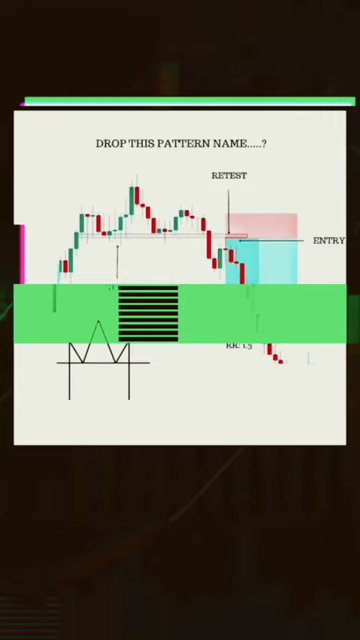 DROP THIS PATTERN NAME.....?
RETEST
ENTRY
RR: 1:3